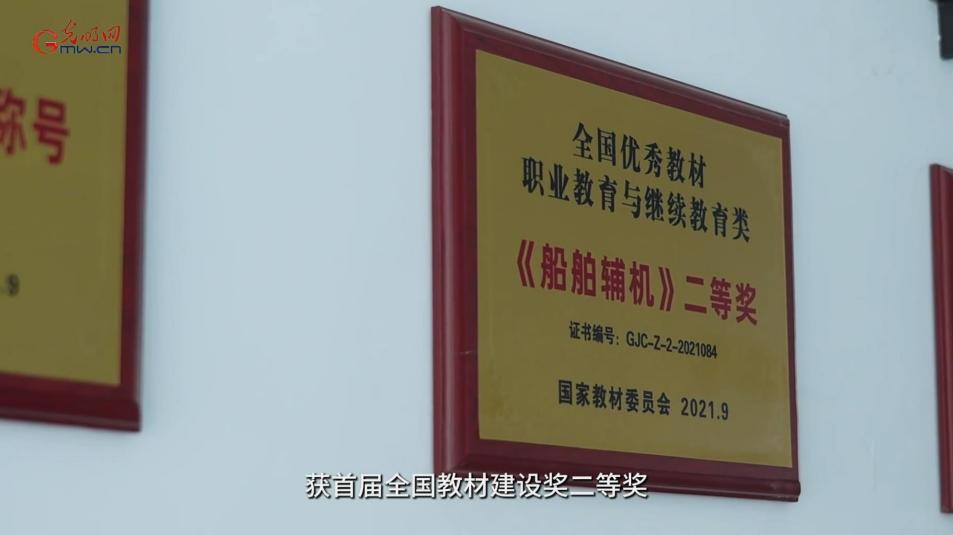 光明网
GMW.CN
称号
.9
全国优秀教材
职业教育与继续教育类
《船舶辅机》二等奖
证书编号：GJC-Z-2-2021084
国家教材委员会 2021.9
获首届全国教材建设奖二等奖